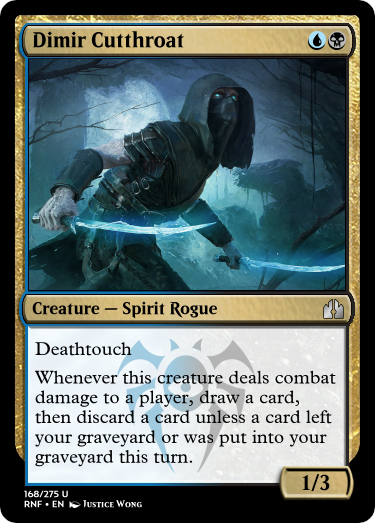 Dimir Cutthroat
Creature — Spirit Rogue
Deathtouch
Whenever this creature deals combat
damage to a player, draw a card,
then discard a card unless a card left
your graveyard or was put into your
graveyard this turn.
1/3
168/275 U
RNF • EN Justice Wong